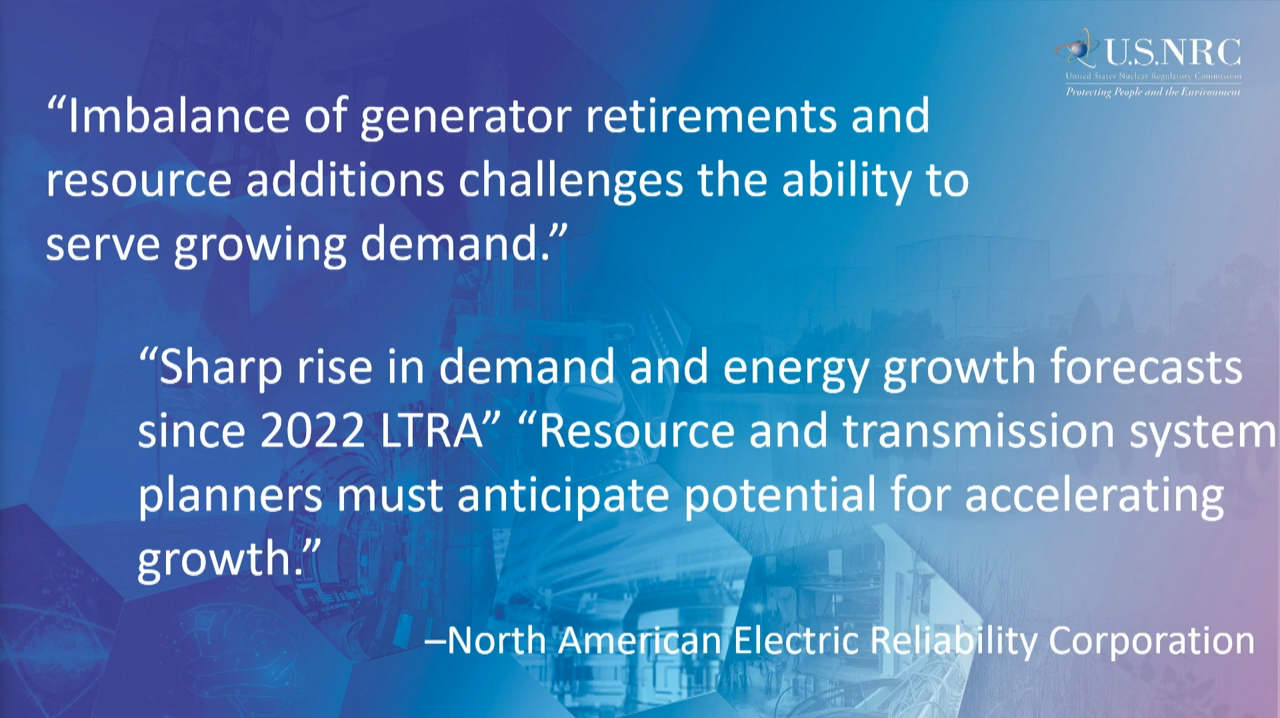 U.S.NRC
United States Nuclear Regulatory Commission
Protecting People and the Environment
“Imbalance of generator retirements and
resource additions challenges the ability to
serve growing demand.”
“Sharp rise in demand and energy growth forecasts
since 2022 LTRA” “Resource and transmission system
planners must anticipate potential for accelerating
growth.”
–North American Electric Reliability Corporation